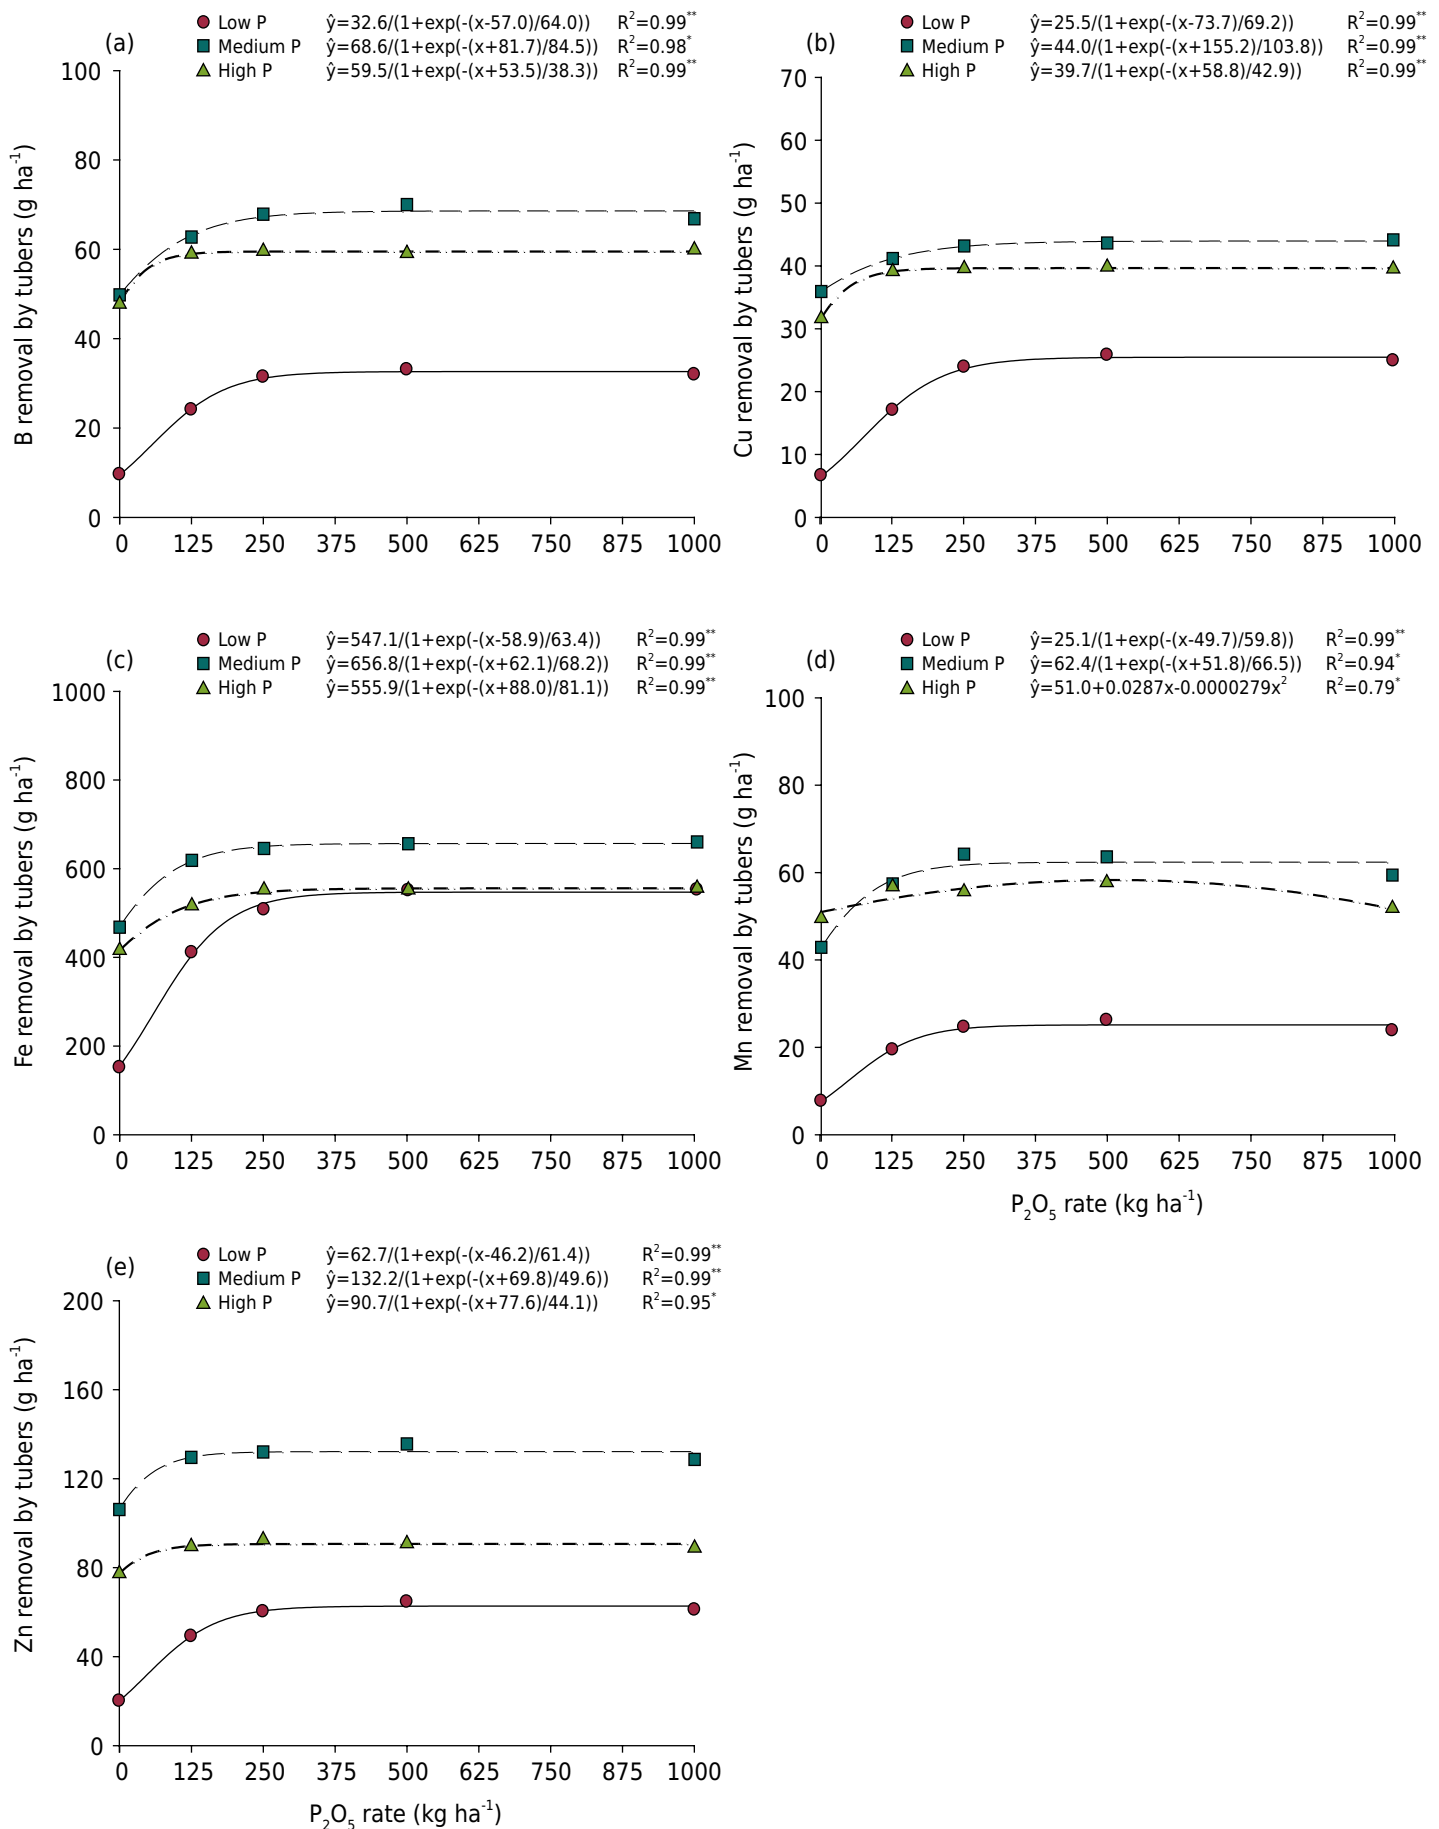 (a)
Low P ŷ=32.6/(1+exp(-(x-57.0)/64.0)) R²=0.99**
Medium P ŷ=68.6/(1+exp(-(x+81.7)/84.5)) R²=0.98*
High P ŷ=59.5/(1+exp(-(x+53.5)/38.3)) R²=0.99**
B removal by tubers (g ha⁻¹)
100
80
60
40
20
0
0 125 250 375 500 625 750 875 1000
(b)
Low P ŷ=25.5/(1+exp(-(x-73.7)/69.2)) R²=0.99**
Medium P ŷ=44.0/(1+exp(-(x+155.2)/103.8)) R²=0.99**
High P ŷ=39.7/(1+exp(-(x+58.8)/42.9)) R²=0.99**
Cu removal by tubers (g ha⁻¹)
70
60
50
40
30
20
10
0
0 125 250 375 500 625 750 875 1000
(c)
Low P ŷ=547.1/(1+exp(-(x-58.9)/63.4)) R²=0.99**
Medium P ŷ=656.8/(1+exp(-(x+62.1)/68.2)) R²=0.99**
High P ŷ=555.9/(1+exp(-(x+88.0)/81.1)) R²=0.99**
Fe removal by tubers (g ha⁻¹)
1000
800
600
400
200
0
0 125 250 375 500 625 750 875 1000
(d)
Low P ŷ=25.1/(1+exp(-(x-49.7)/59.8)) R²=0.99**
Medium P ŷ=62.4/(1+exp(-(x+51.8)/66.5)) R²=0.94*
High P ŷ=51.0+0.0287x-0.0000279x² R²=0.79*
Mn removal by tubers (g ha⁻¹)
100
80
60
40
20
0
0 125 250 375 500 625 750 875 1000
P₂O₅ rate (kg ha⁻¹)
(e)
Low P ŷ=62.7/(1+exp(-(x-46.2)/61.4)) R²=0.99**
Medium P ŷ=132.2/(1+exp(-(x+69.8)/49.6)) R²=0.99**
High P ŷ=90.7/(1+exp(-(x+77.6)/44.1)) R²=0.95*
Zn removal by tubers (g ha⁻¹)
200
160
120
80
40
0
0 125 250 375 500 625 750 875 1000
P₂O₅ rate (kg ha⁻¹)